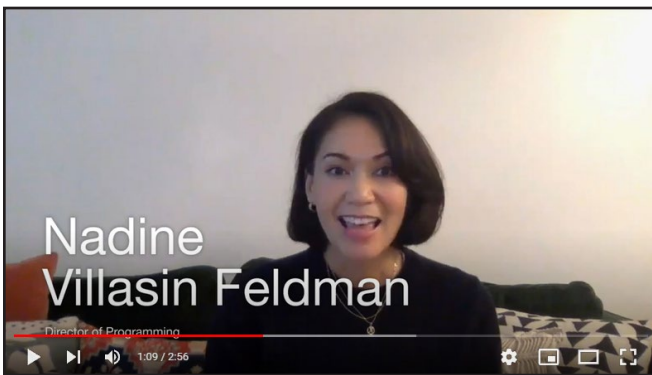 Nadine
Villasin Feldman
Director of Programming
1:09 / 2:56